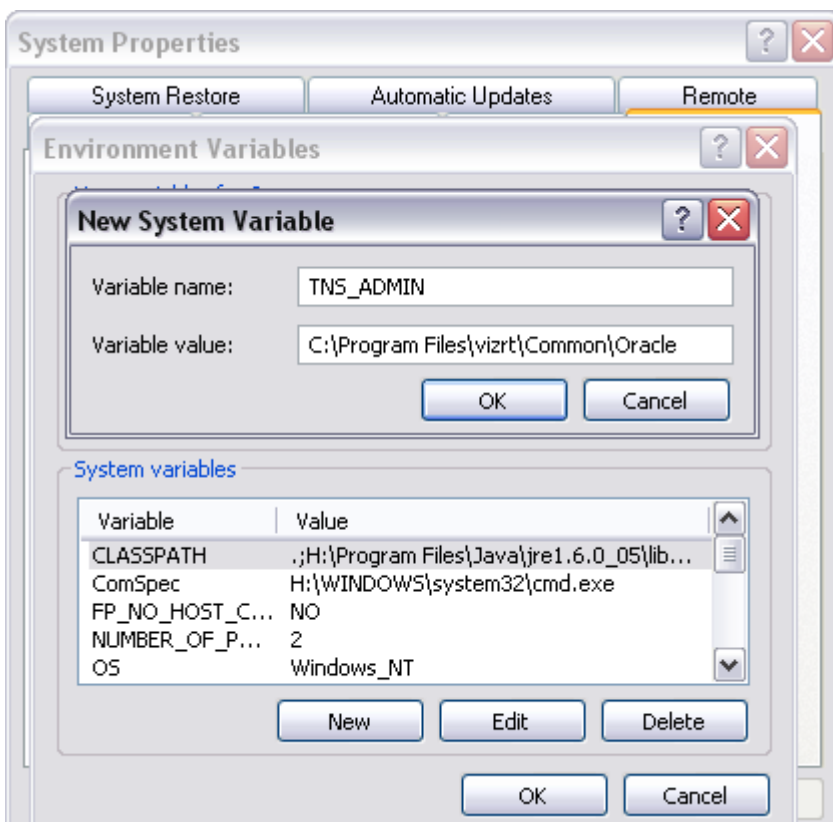 System Properties
System Restore Automatic Updates Remote
Environment Variables
New System Variable
Variable name: TNS_ADMIN
Variable value: C:\Program Files\vizrt\Common\Oracle
OK Cancel
System variables
Variable Value
CLASSPATH .;H:\Program Files\Java\jre1.6.0_05\lib...
ComSpec H:\WINDOWS\system32\cmd.exe
FP_NO_HOST_C... NO
NUMBER_OF_P... 2
OS Windows_NT
New Edit Delete
OK Cancel